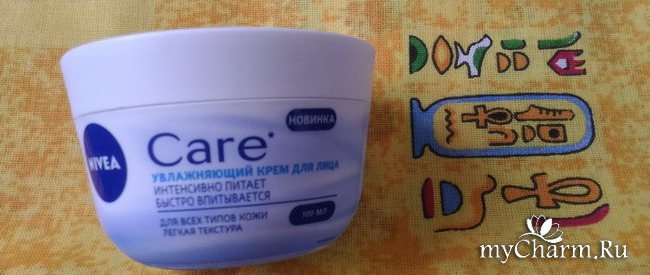 NIVEA
Care
НОВИНКА
УВЛАЖНЯЮЩИЙ КРЕМ ДЛЯ ЛИЦА
ИНТЕНСИВНО ПИТАЕТ
БЫСТРО ВПИТЫВАЕТСЯ
ДЛЯ ВСЕХ ТИПОВ КОЖИ
ЛЕГКАЯ ТЕКСТУРА
100 МЛ
myCharm.Ru